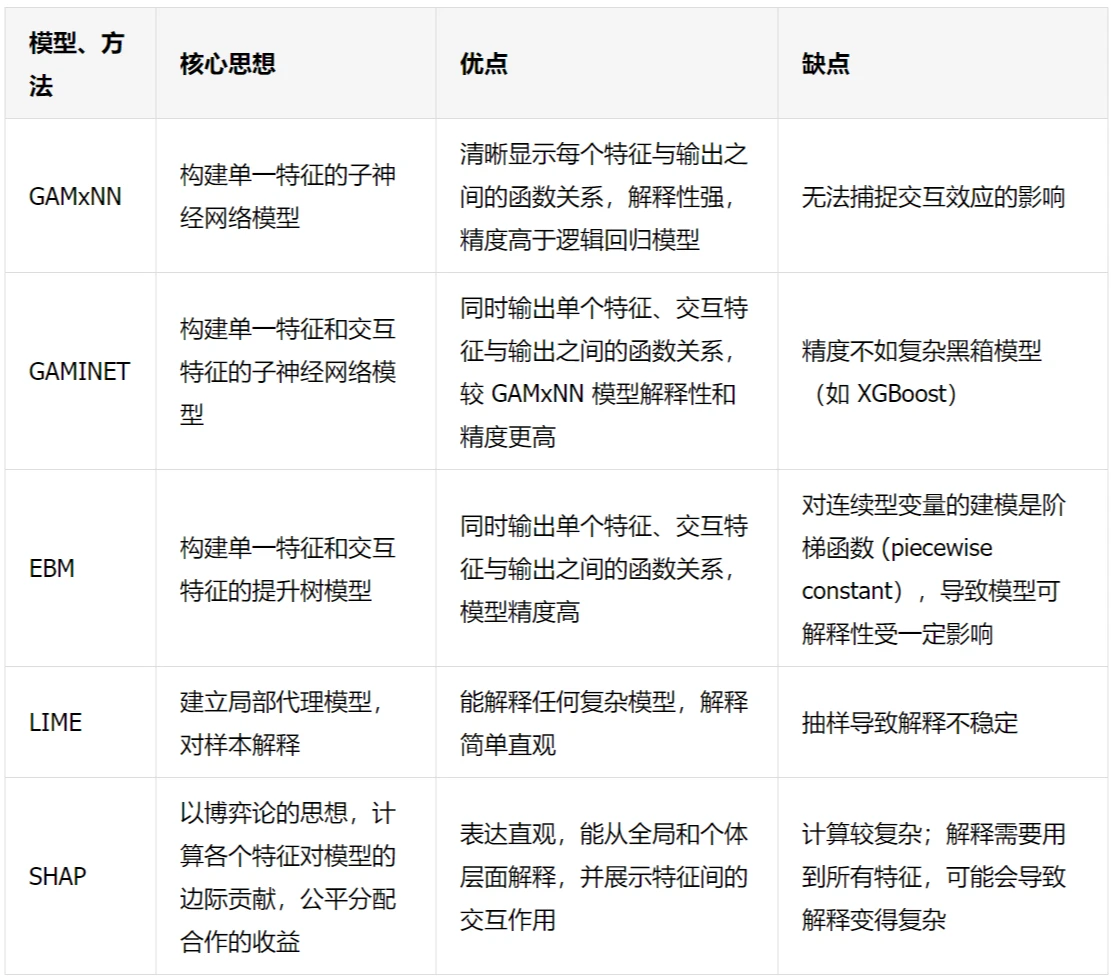 模型、方
法
核心思想
优点
缺点
GAMxNN
构建单一特征的子神
经网络模型
清晰显示每个特征与输出之
间的函数关系，解释性强，
精度高于逻辑回归模型
无法捕捉交互效应的影响
GAMINET
构建单一特征和交互
特征的子神经网络模
型
同时输出单个特征、交互特
征与输出之间的函数关系，
较 GAMxNN 模型解释性和
精度更高
精度不如复杂黑箱模型
（如 XGBoost）
EBM
构建单一特征和交互
特征的提升树模型
同时输出单个特征、交互特
征与输出之间的函数关系，
模型精度高
对连续型变量的建模是阶
梯函数 (piecewise
constant），导致模型可
解释性受一定影响
LIME
建立局部代理模型，
对样本解释
能解释任何复杂模型，解释
简单直观
抽样导致解释不稳定
SHAP
以博弈论的思想，计
算各个特征对模型的
边际贡献，公平分配
合作的收益
表达直观，能从全局和个体
层面解释，并展示特征间的
交互作用
计算较复杂；解释需要用
到所有特征，可能会导致
解释变得复杂